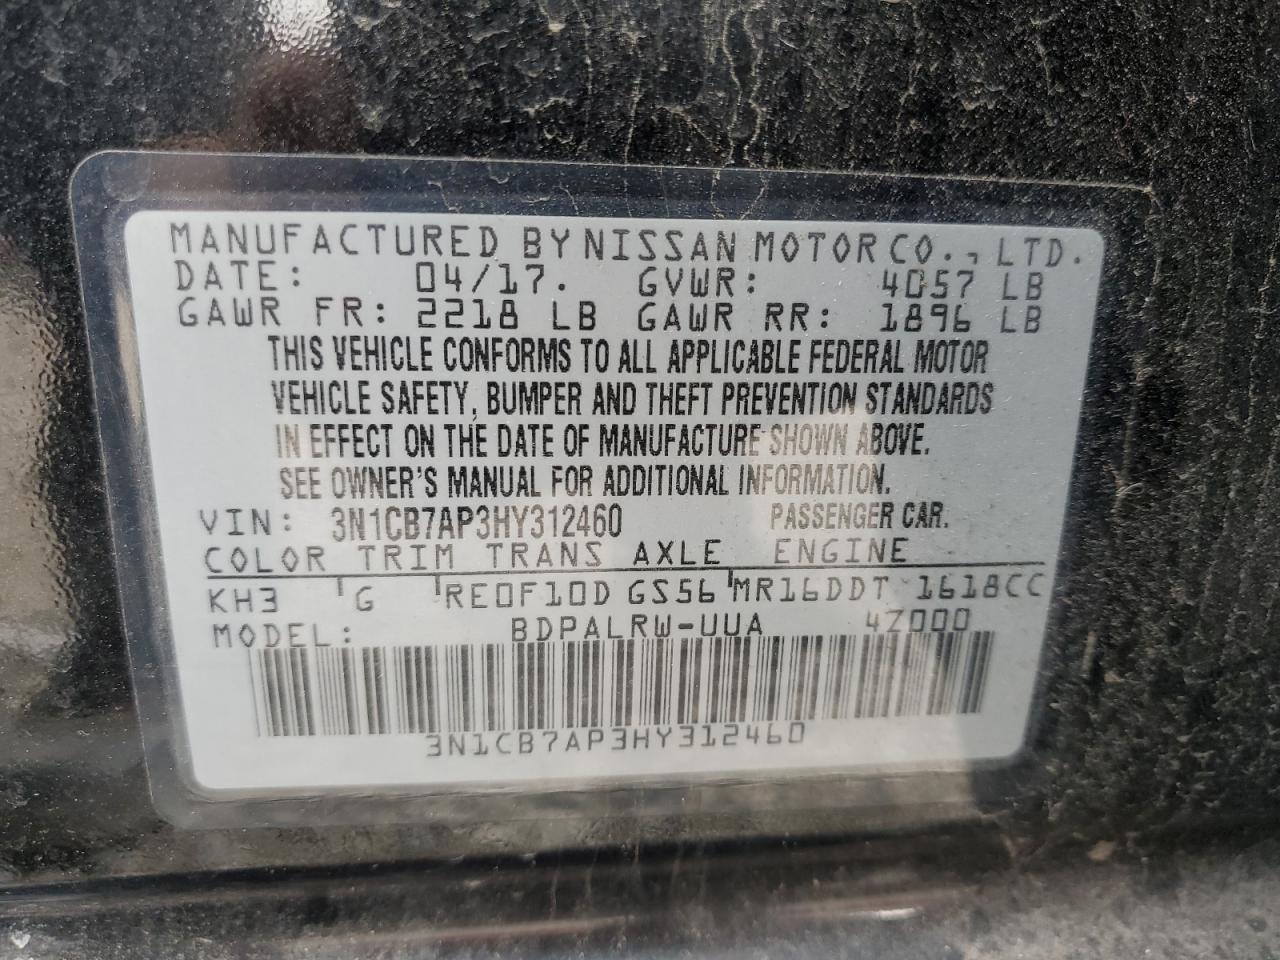 MANUFACTURED BY NISSAN MOTOR CO., LTD.
DATE: 04/17. GVWR: 4057 LB
GAWR FR: 2218 LB GAWR RR: 1896 LB
THIS VEHICLE CONFORMS TO ALL APPLICABLE FEDERAL MOTOR
VEHICLE SAFETY, BUMPER AND THEFT PREVENTION STANDARDS
IN EFFECT ON THE DATE OF MANUFACTURE SHOWN ABOVE.
SEE OWNER'S MANUAL FOR ADDITIONAL INFORMATION.
VIN: 3N1CB7AP3HY312460 PASSENGER CAR.
COLOR TRIM TRANS AXLE ENGINE
KH3 G RE0F10D GS56 MR16DDT 1618CC
MODEL: BDPALRW-UUA 4Z000
3N1CB7AP3HY312460